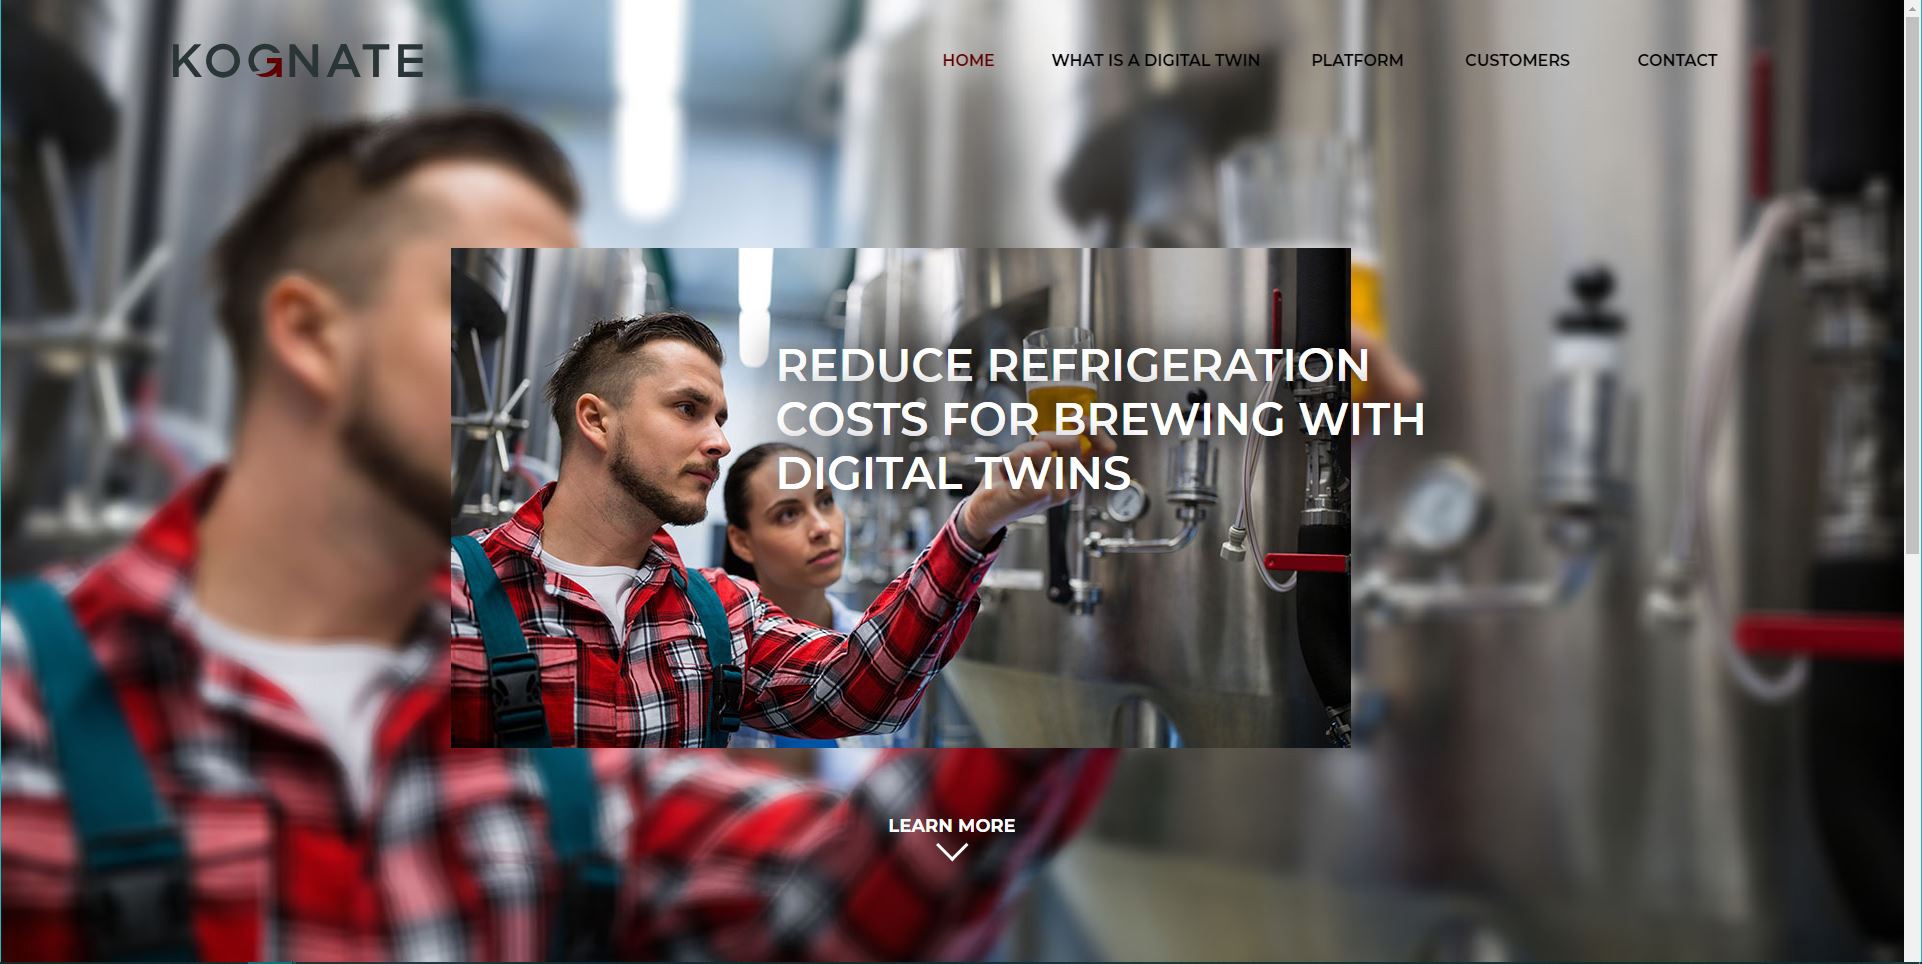 KOGNATE
HOME WHAT IS A DIGITAL TWIN PLATFORM CUSTOMERS CONTACT
REDUCE REFRIGERATION
COSTS FOR BREWING WITH
DIGITAL TWINS
LEARN MORE